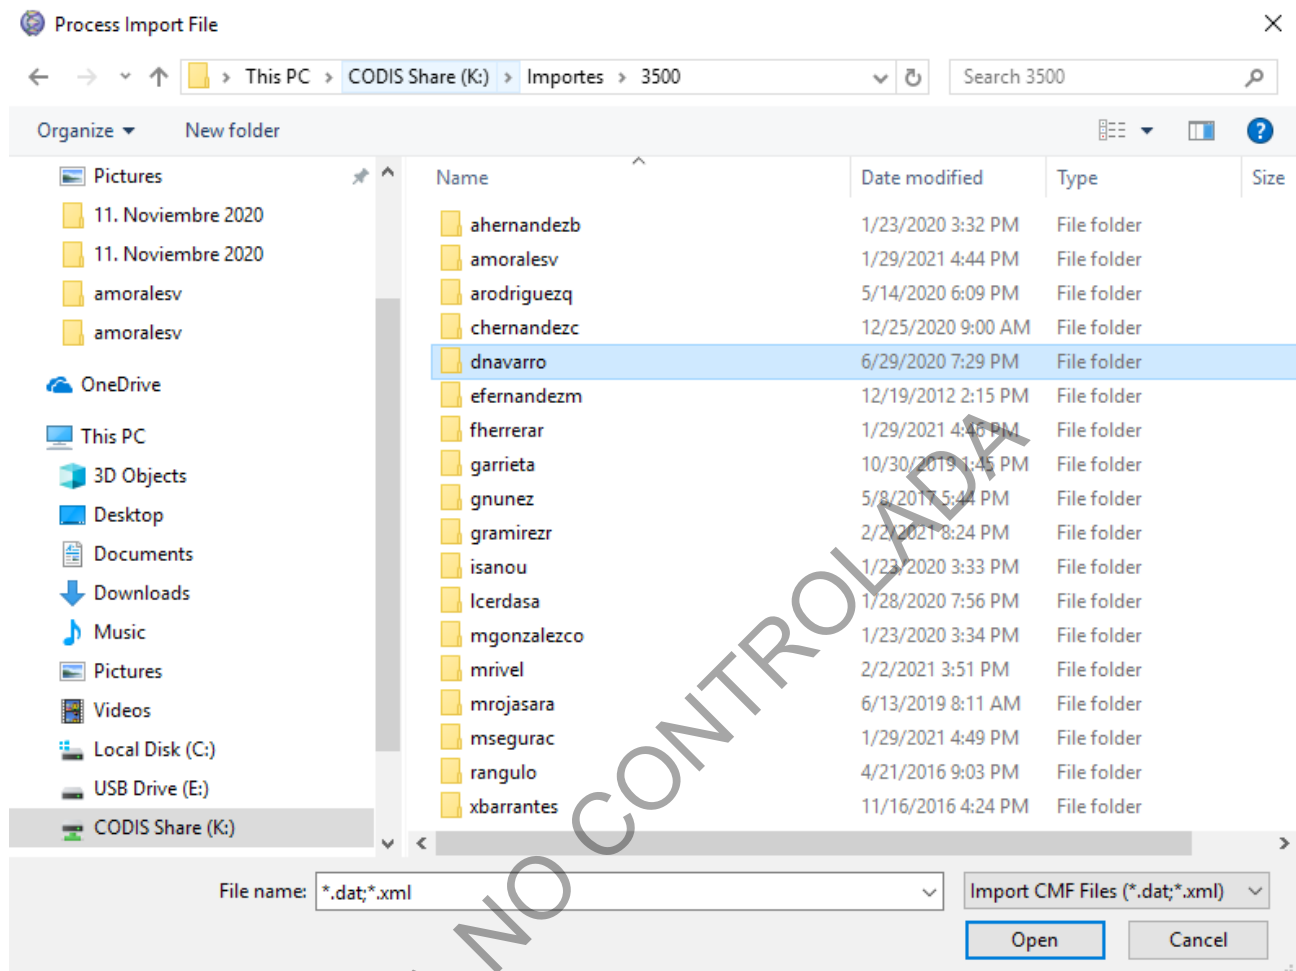 Process Import File
This PC > CODIS Share (K:) > Importes > 3500
Search 3500
Organize
New folder
Name Date modified Type Size
Pictures
11. Noviembre 2020
11. Noviembre 2020
amoralesv
amoralesv
OneDrive
This PC
3D Objects
Desktop
Documents
Downloads
Music
Pictures
Videos
Local Disk (C:)
USB Drive (E:)
CODIS Share (K:)
ahernandezb 1/23/2020 3:32 PM File folder
amoralesv 1/29/2021 4:44 PM File folder
arodriguezq 5/14/2020 6:09 PM File folder
chernandezc 12/25/2020 9:00 AM File folder
dnavarro 6/29/2020 7:29 PM File folder
efernandezm 12/19/2012 2:15 PM File folder
fherrerar 1/29/2021 4:46 PM File folder
garrieta 10/30/2019 1:45 PM File folder
gnunez 5/8/2017 5:44 PM File folder
gramirezr 2/2/2021 8:24 PM File folder
isanou 1/23/2020 3:33 PM File folder
lcerdasa 1/28/2020 7:56 PM File folder
mgonzalezco 1/23/2020 3:34 PM File folder
mrivel 2/2/2021 3:51 PM File folder
mrojasara 6/13/2019 8:11 AM File folder
msegurac 1/29/2021 4:49 PM File folder
rangulo 4/21/2016 9:03 PM File folder
xbarrantes 11/16/2016 4:24 PM File folder
File name: *.dat;*.xml
Import CMF Files (*.dat;*.xml)
Open
Cancel
NO CONTROLADA